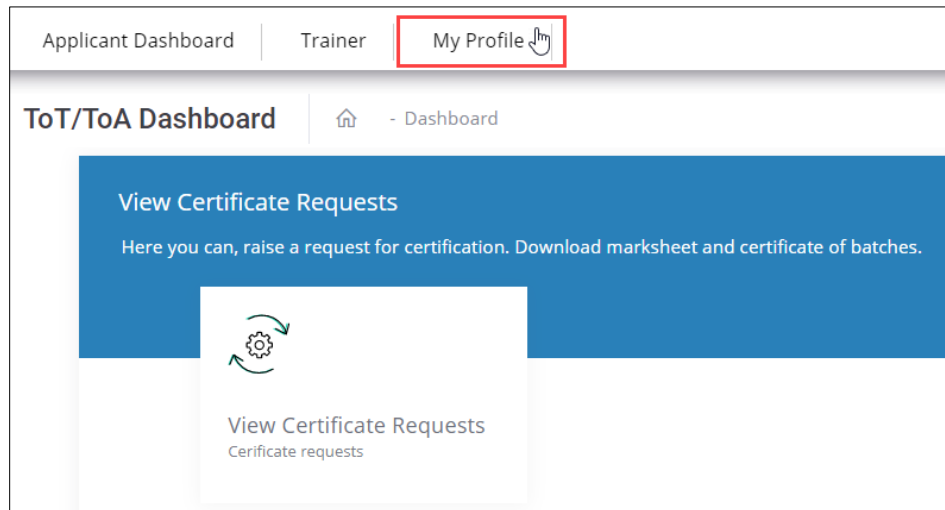 Applicant Dashboard Trainer My Profile
ToT/ToA Dashboard - Dashboard
View Certificate Requests
Here you can, raise a request for certification. Download marksheet and certificate of batches.
View Certificate Requests
Cerificate requests